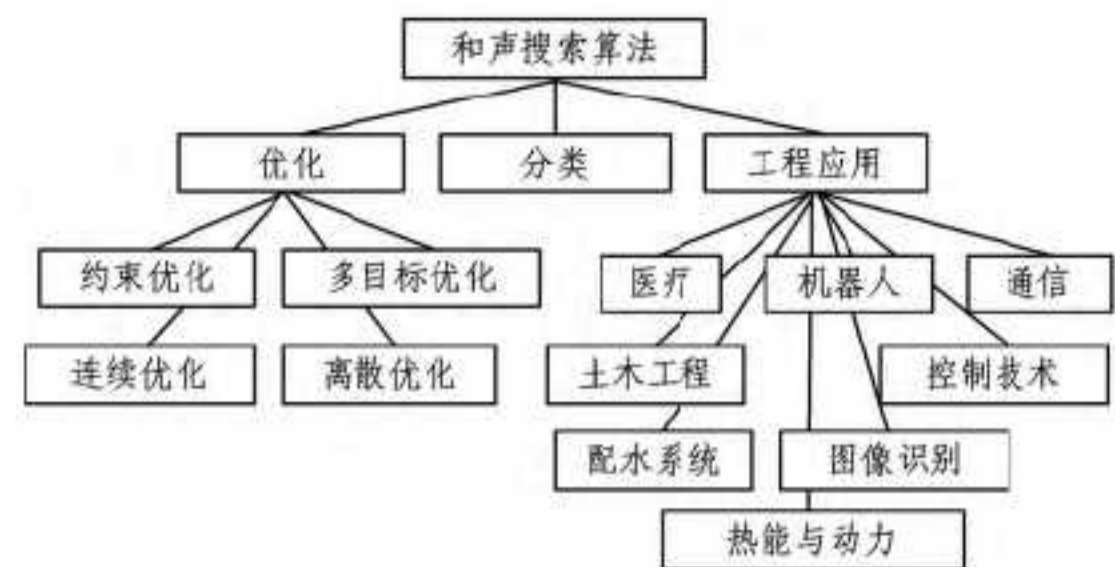 和声搜索算法
优化
分类
工程应用
约束优化
多目标优化
医疗
机器人
通信
连续优化
离散优化
土木工程
控制技术
配水系统
图像识别
热能与动力